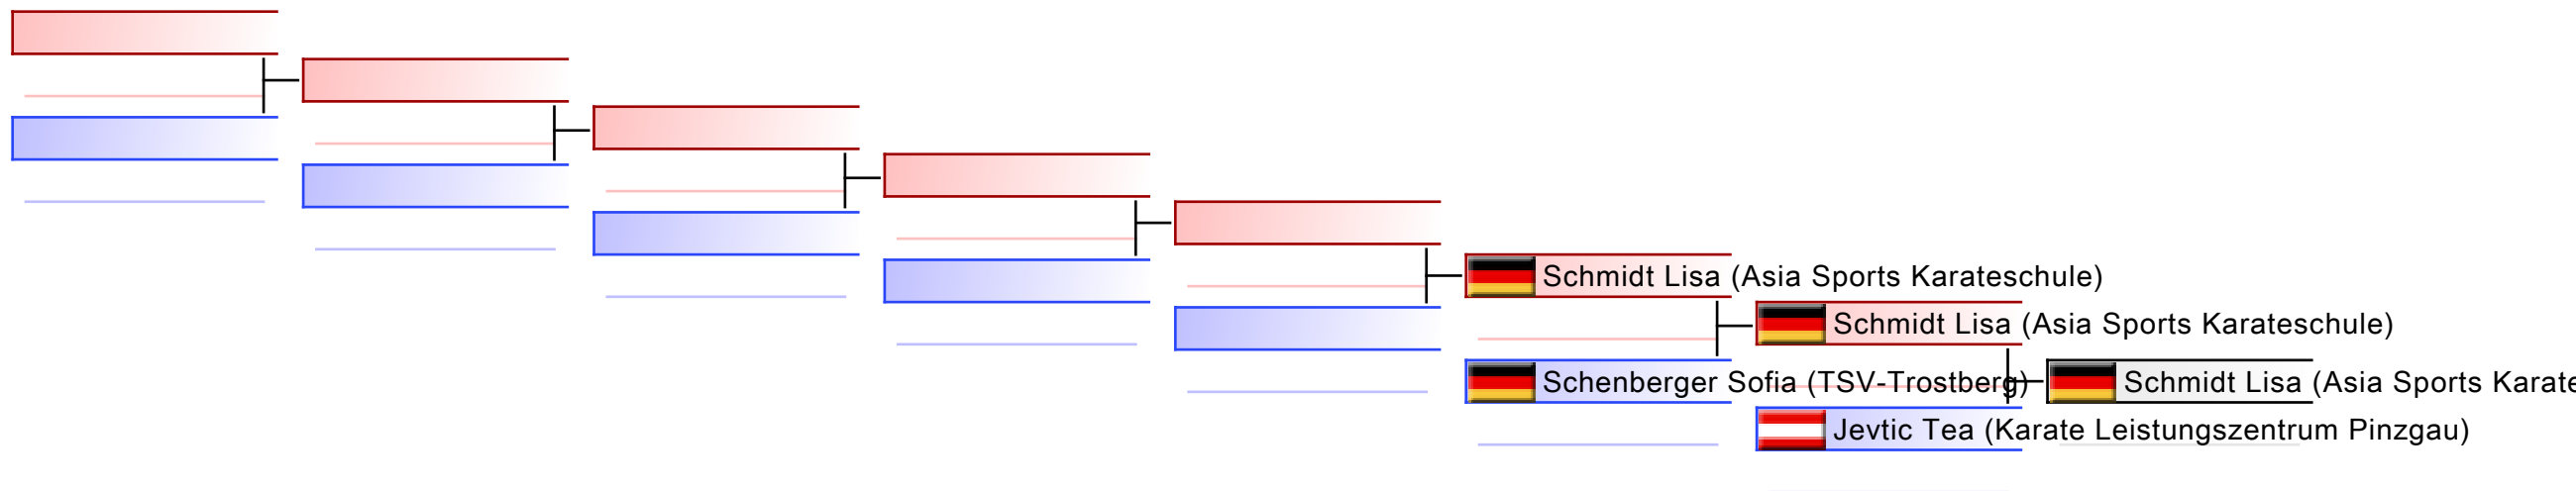 Schmidt Lisa (Asia Sports Karateschule)
Schmidt Lisa (Asia Sports Karateschule)
Schenberger Sofia (TSV-Trostberg)
Schmidt Lisa (Asia Sports Karate
Jevtic Tea (Karate Leistungszentrum Pinzgau)